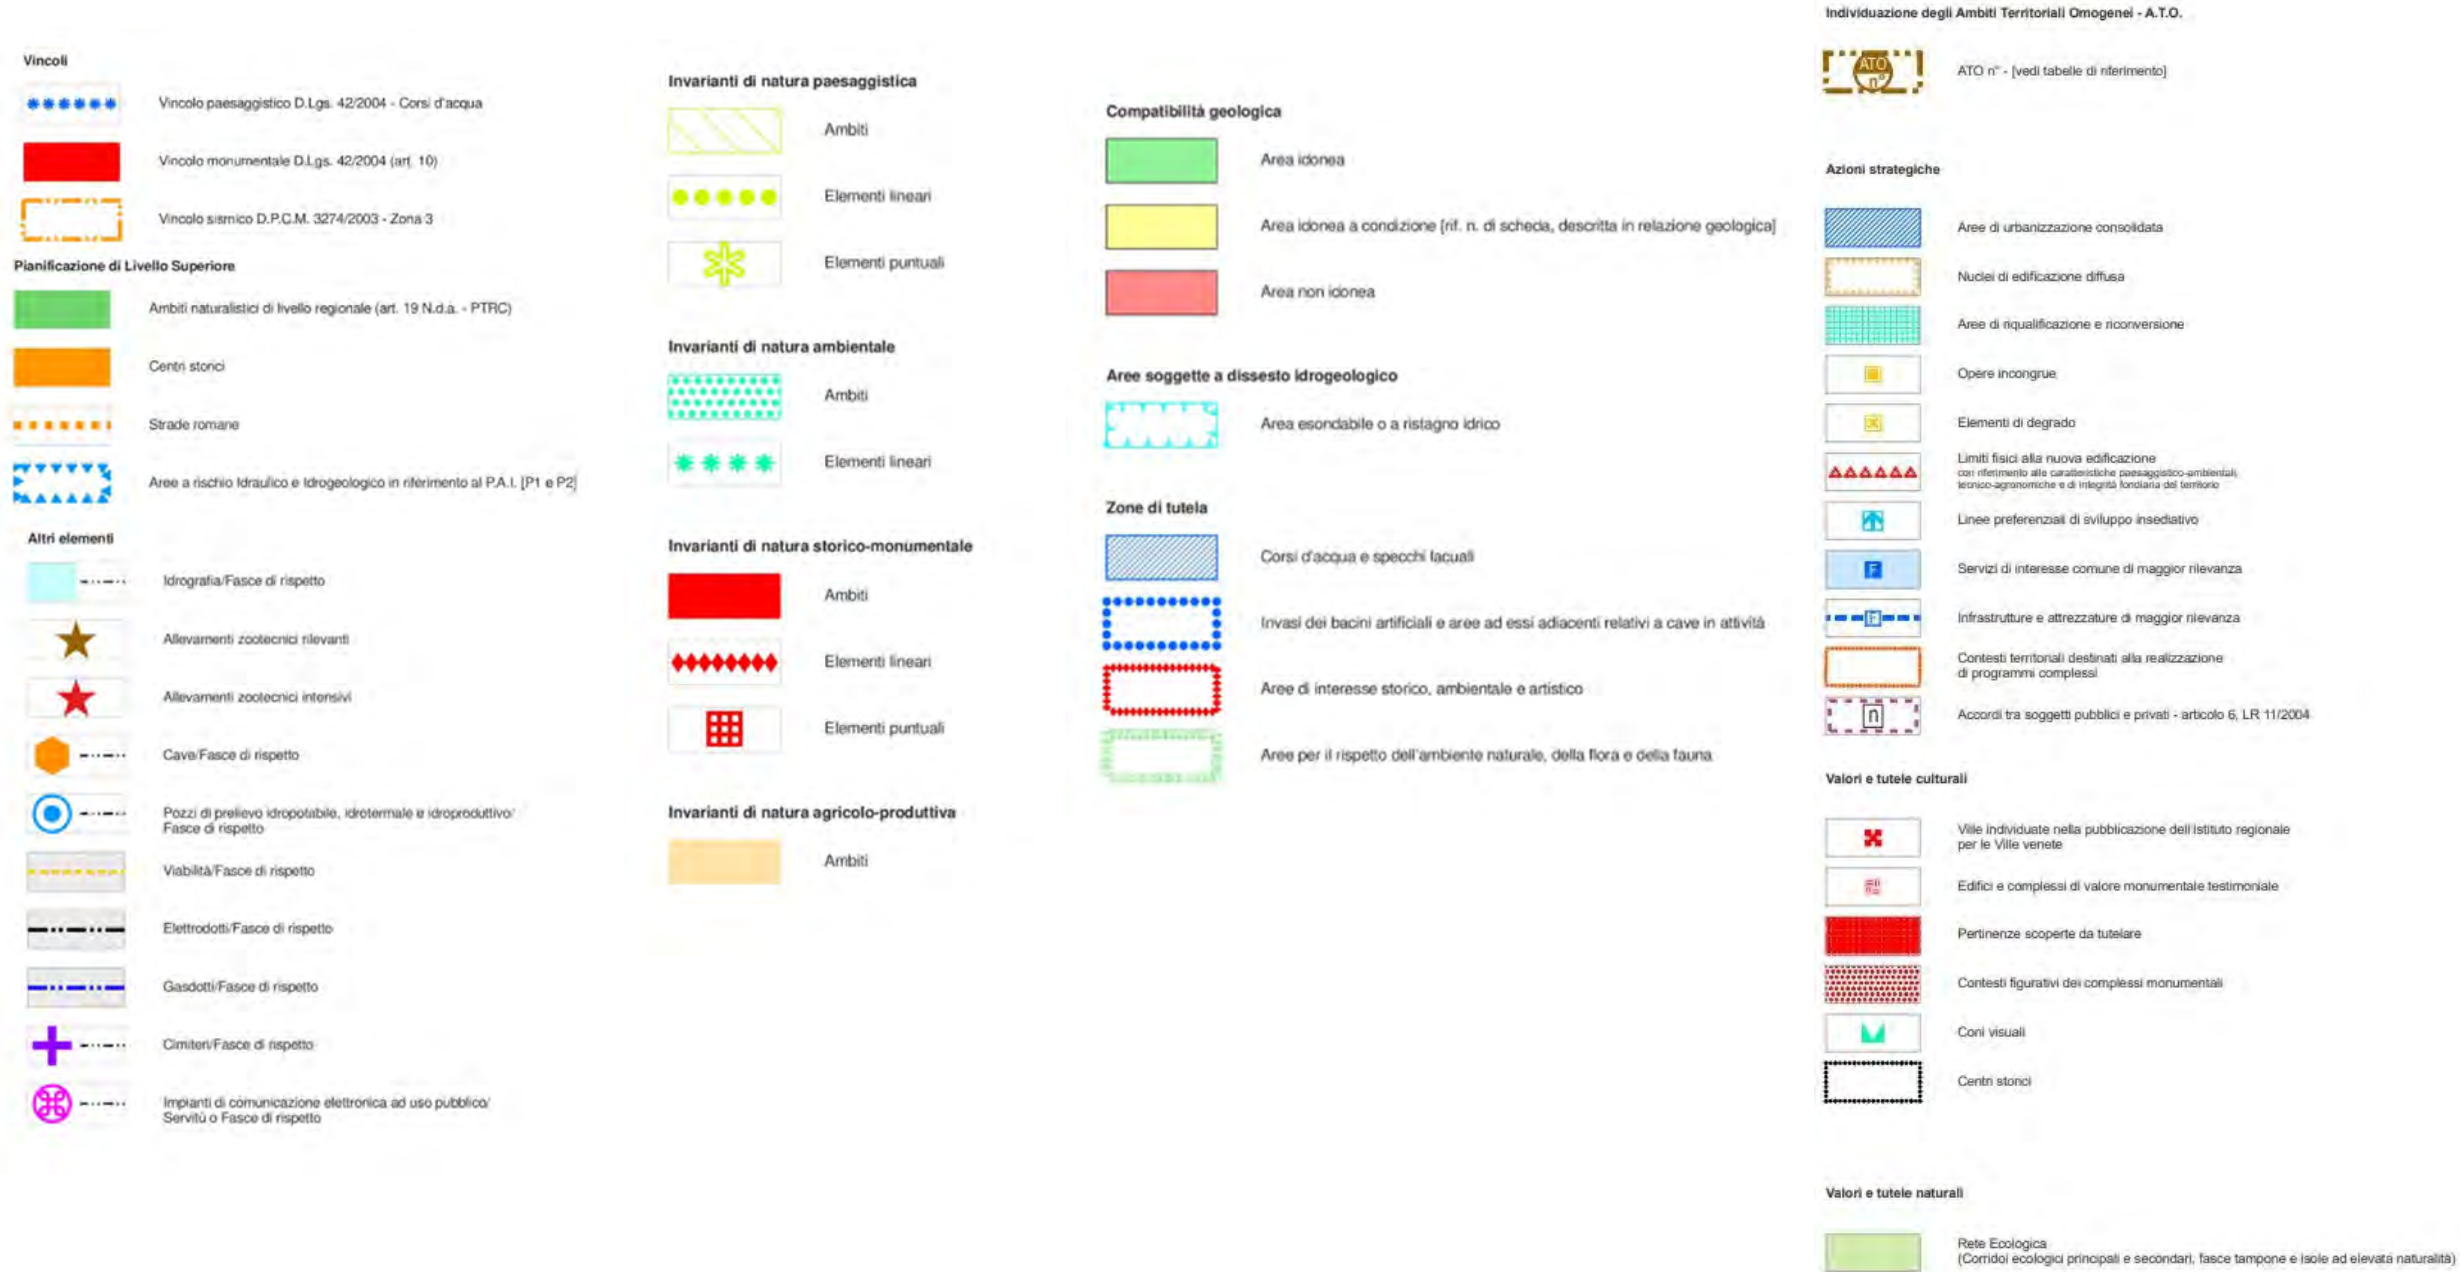 Vincoli
Vincolo paesaggistico D.Lgs. 42/2004 - Corsi d'acqua
Vincolo monumentale D.Lgs. 42/2004 (art. 10)
Vincolo sismico D.P.C.M. 3274/2003 - Zona 3
Pianificazione di Livello Superiore
Ambiti naturalistici di livello regionale (art. 19 N.d.a. - PTRC)
Centri storici
Strade romane
Aree a rischio Idraulico e Idrogeologico in riferimento al P.A.I. [P1 e P2]
Altri elementi
Idrografia/Fasce di rispetto
Allevamenti zootecnici rilevanti
Allevamenti zootecnici intensivi
Cave/Fasce di rispetto
Pozzi di prelievo idropotabile, idrotermale e idroproduttivo/
Fasce di rispetto
Viabilità/Fasce di rispetto
Elettrodotti/Fasce di rispetto
Gasdotti/Fasce di rispetto
Cimiteri/Fasce di rispetto
Impianti di comunicazione elettronica ad uso pubblico/
Servitù o Fasce di rispetto
Invarianti di natura paesaggistica
Ambiti
Elementi lineari
Elementi puntuali
Invarianti di natura ambientale
Ambiti
Elementi lineari
Invarianti di natura storico-monumentale
Ambiti
Elementi lineari
Elementi puntuali
Invarianti di natura agricolo-produttiva
Ambiti
Compatibilità geologica
Area idonea
Area idonea a condizione [rif. n. di scheda, descritta in relazione geologica]
Area non idonea
Aree soggette a dissesto idrogeologico
Area esondabile o a ristagno idrico
Zone di tutela
Corsi d'acqua e specchi lacuali
Invasi dei bacini artificiali e aree ad essi adiacenti relativi a cave in attività
Aree di interesse storico, ambientale e artistico
Aree per il rispetto dell'ambiente naturale, della flora e della fauna
Individuazione degli Ambiti Territoriali Omogenei - A.T.O.
ATO
n°
ATO n° - [vedi tabelle di riferimento]
Azioni strategiche
Aree di urbanizzazione consolidata
Nuclei di edificazione diffusa
Aree di riqualificazione e riconversione
Opere incongrue
Elementi di degrado
Limiti fisici alla nuova edificazione
con riferimento alle caratteristiche paesaggistico-ambientali,
tecnico-agronomiche e di integrità fondiaria del territorio
Linee preferenziali di sviluppo insediativo
F
Servizi di interesse comune di maggior rilevanza
F
Infrastrutture e attrezzature di maggior rilevanza
Contesti territoriali destinati alla realizzazione
di programmi complessi
n
Accordi tra soggetti pubblici e privati - articolo 6, LR 11/2004
Valori e tutele culturali
Ville individuate nella pubblicazione dell'Istituto regionale
per le Ville venete
Edifici e complessi di valore monumentale testimoniale
Pertinenze scoperte da tutelare
Contesti figurativi dei complessi monumentali
Coni visuali
Centri storici
Valori e tutele naturali
Rete Ecologica
(Corridoi ecologici principali e secondari, fasce tampone e isole ad elevata naturalità)